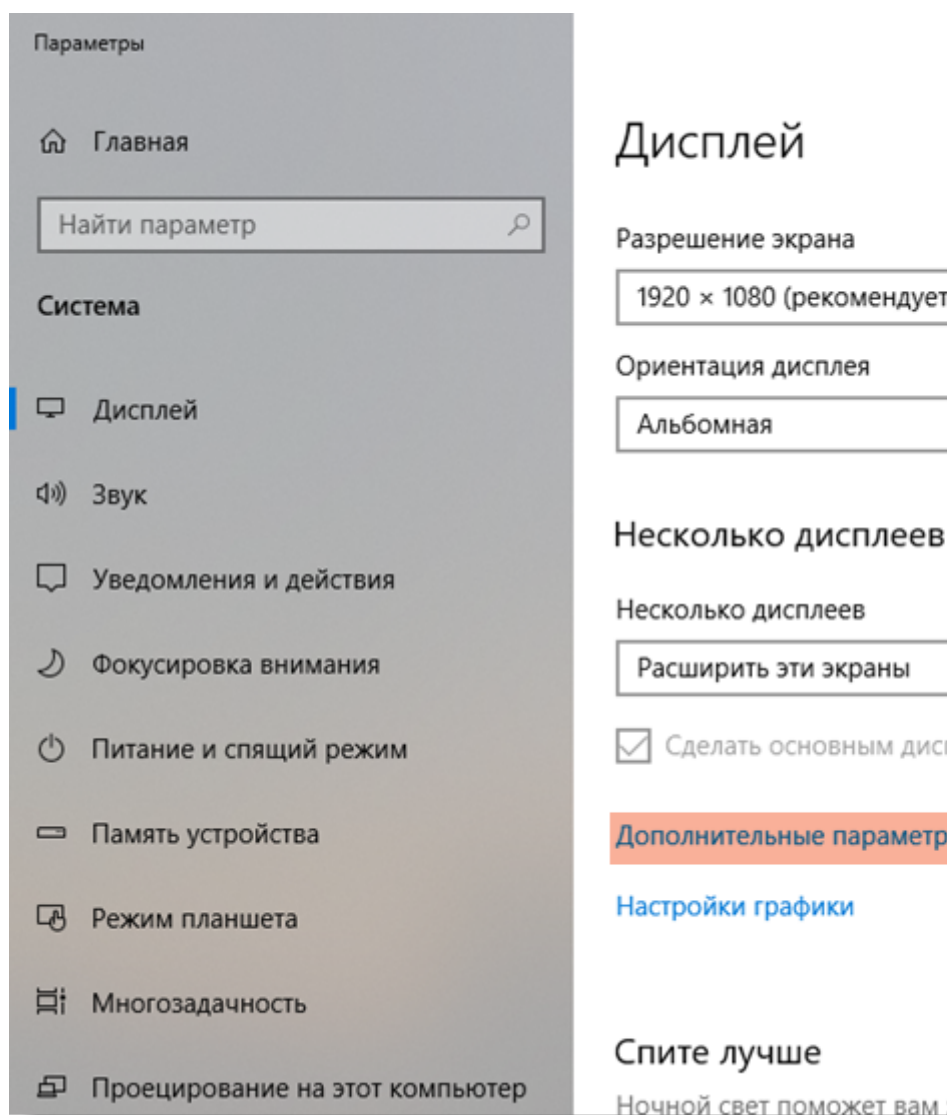 Параметры
Главная
Найти параметр
Система
Дисплей
Звук
Уведомления и действия
Фокусировка внимания
Питание и спящий режим
Память устройства
Режим планшета
Многозадачность
Проецирование на этот компьютер
Дисплей
Разрешение экрана
1920 × 1080 (рекомендует
Ориентация дисплея
Альбомная
Несколько дисплеев
Несколько дисплеев
Расширить эти экраны
Сделать основным дисп
Дополнительные параметр
Настройки графики
Спите лучше
Ночной свет поможет вам